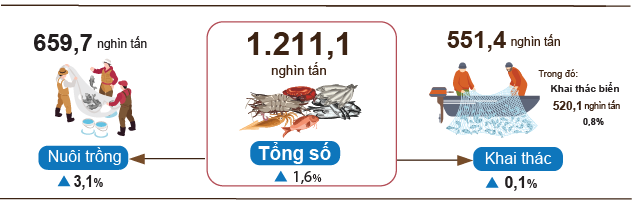 659,7 nghìn tấn
Nuôi trồng
▲ 3,1%
1.211,1
nghìn tấn
Tổng số
▲ 1,6%
551,4 nghìn tấn
Trong đó:
Khai thác biển
520,1 nghìn tấn
0,8%
Khai thác
▲ 0,1%